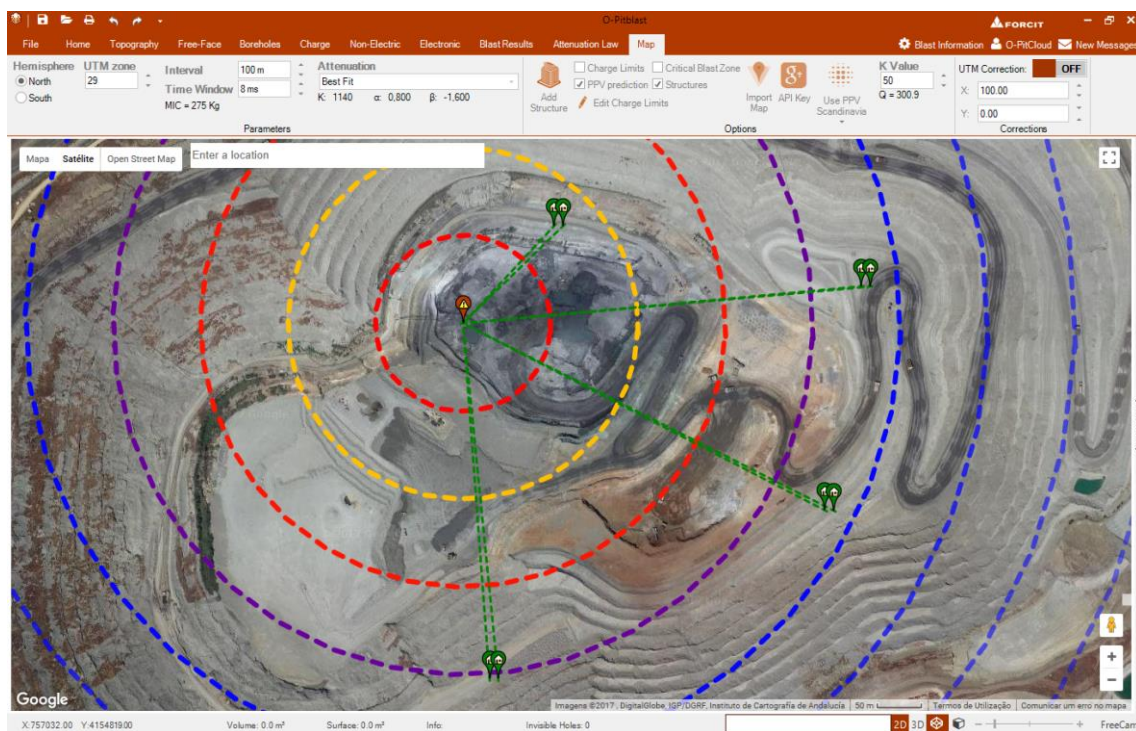 O-Pitblast
FORCIT
File Home Topography Free-Face Boreholes Charge Non-Electric Electronic Blast Results Attenuation Law Map Blast Information O-PitCloud New Messages
Hemisphere UTM zone Interval 100 m Attenuation Charge Limits Critical Blast Zone K Value UTM Correction: OFF
North 29 Time Window 8 ms Best Fit PPV prediction Structures 50 X: 100.00
South MIC = 275 Kg K: 1140 α: 0,800 β: -1,600 Add Structure Edit Charge Limits Import Map API Key Use PPV Scandinavia Q = 300.9 Y: 0.00
Parameters Options Corrections
Mapa Satélite Open Street Map Enter a location
Google
Imagens ©2017 , DigitalGlobe, IGP/DGRF, Instituto de Cartografía de Andalucía 50 m Termos de Utilização Comunicar um erro no mapa
X:757032.00 Y:4154819.00 Volume: 0.0 m³ Surface: 0.0 m² Info: Invisible Holes: 0 2D 3D FreeCam